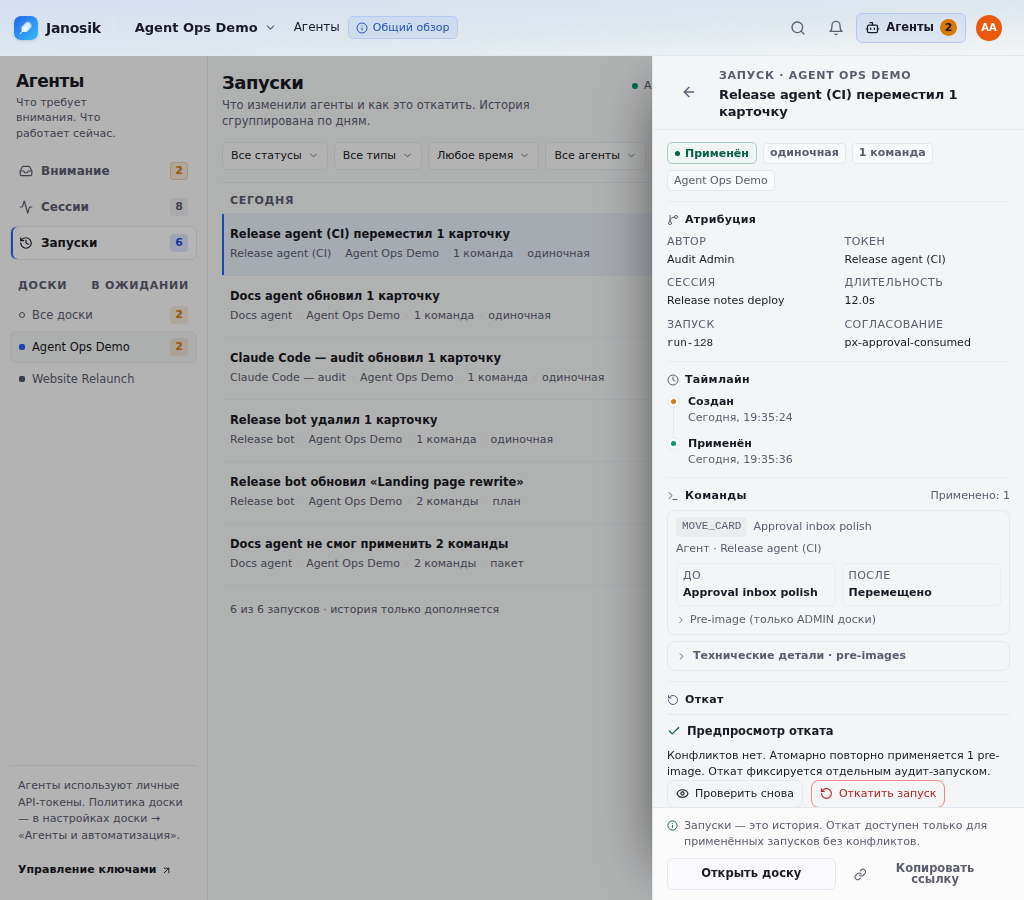 Janosik
Agent Ops Demo
Агенты
Общий обзор
Агенты
2
AA
Агенты
Что требует
внимания. Что
работает сейчас.
Внимание
2
Сессии
8
Запуски
6
ДОСКИ
В ОЖИДАНИИ
Все доски
2
Agent Ops Demo
2
Website Relaunch
Агенты используют личные
API-токены. Политика доски
— в настройках доски →
«Агенты и автоматизация».
Управление ключами
Запуски
Что изменили агенты и как это откатить. История
сгруппирована по дням.
Все статусы
Все типы
Любое время
Все агенты
СЕГОДНЯ
Release agent (CI) переместил 1 карточку
Release agent (CI) · Agent Ops Demo · 1 команда · одиночная
Docs agent обновил 1 карточку
Docs agent · Agent Ops Demo · 1 команда · одиночная
Claude Code — audit обновил 1 карточку
Claude Code — audit · Agent Ops Demo · 1 команда · одиночная
Release bot удалил 1 карточку
Release bot · Agent Ops Demo · 1 команда · одиночная
Release bot обновил «Landing page rewrite»
Release bot · Agent Ops Demo · 2 команды · план
Docs agent не смог применить 2 команды
Docs agent · Agent Ops Demo · 2 команды · пакет
6 из 6 запусков · история только дополняется
ЗАПУСК · AGENT OPS DEMO
Release agent (CI) переместил 1
карточку
Применён
одиночная
1 команда
Agent Ops Demo
Атрибуция
АВТОР
ТОКЕН
Audit Admin
Release agent (CI)
СЕССИЯ
ДЛИТЕЛЬНОСТЬ
Release notes deploy
12.0s
ЗАПУСК
СОГЛАСОВАНИЕ
run-128
px-approval-consumed
Таймлайн
Создан
Сегодня, 19:35:24
Применён
Сегодня, 19:35:36
Команды
Применено: 1
MOVE_CARD
Approval inbox polish
Агент · Release agent (CI)
ДО
ПОСЛЕ
Approval inbox polish
Перемещено
Pre-image (только ADMIN доски)
Технические детали · pre-images
Откат
Предпросмотр отката
Конфликтов нет. Атомарно повторно применяется 1 pre-
image. Откат фиксируется отдельным аудит-запуском.
Проверить снова
Откатить запуск
Запуски — это история. Откат доступен только для
применённых запусков без конфликтов.
Открыть доску
Копировать
ссылку